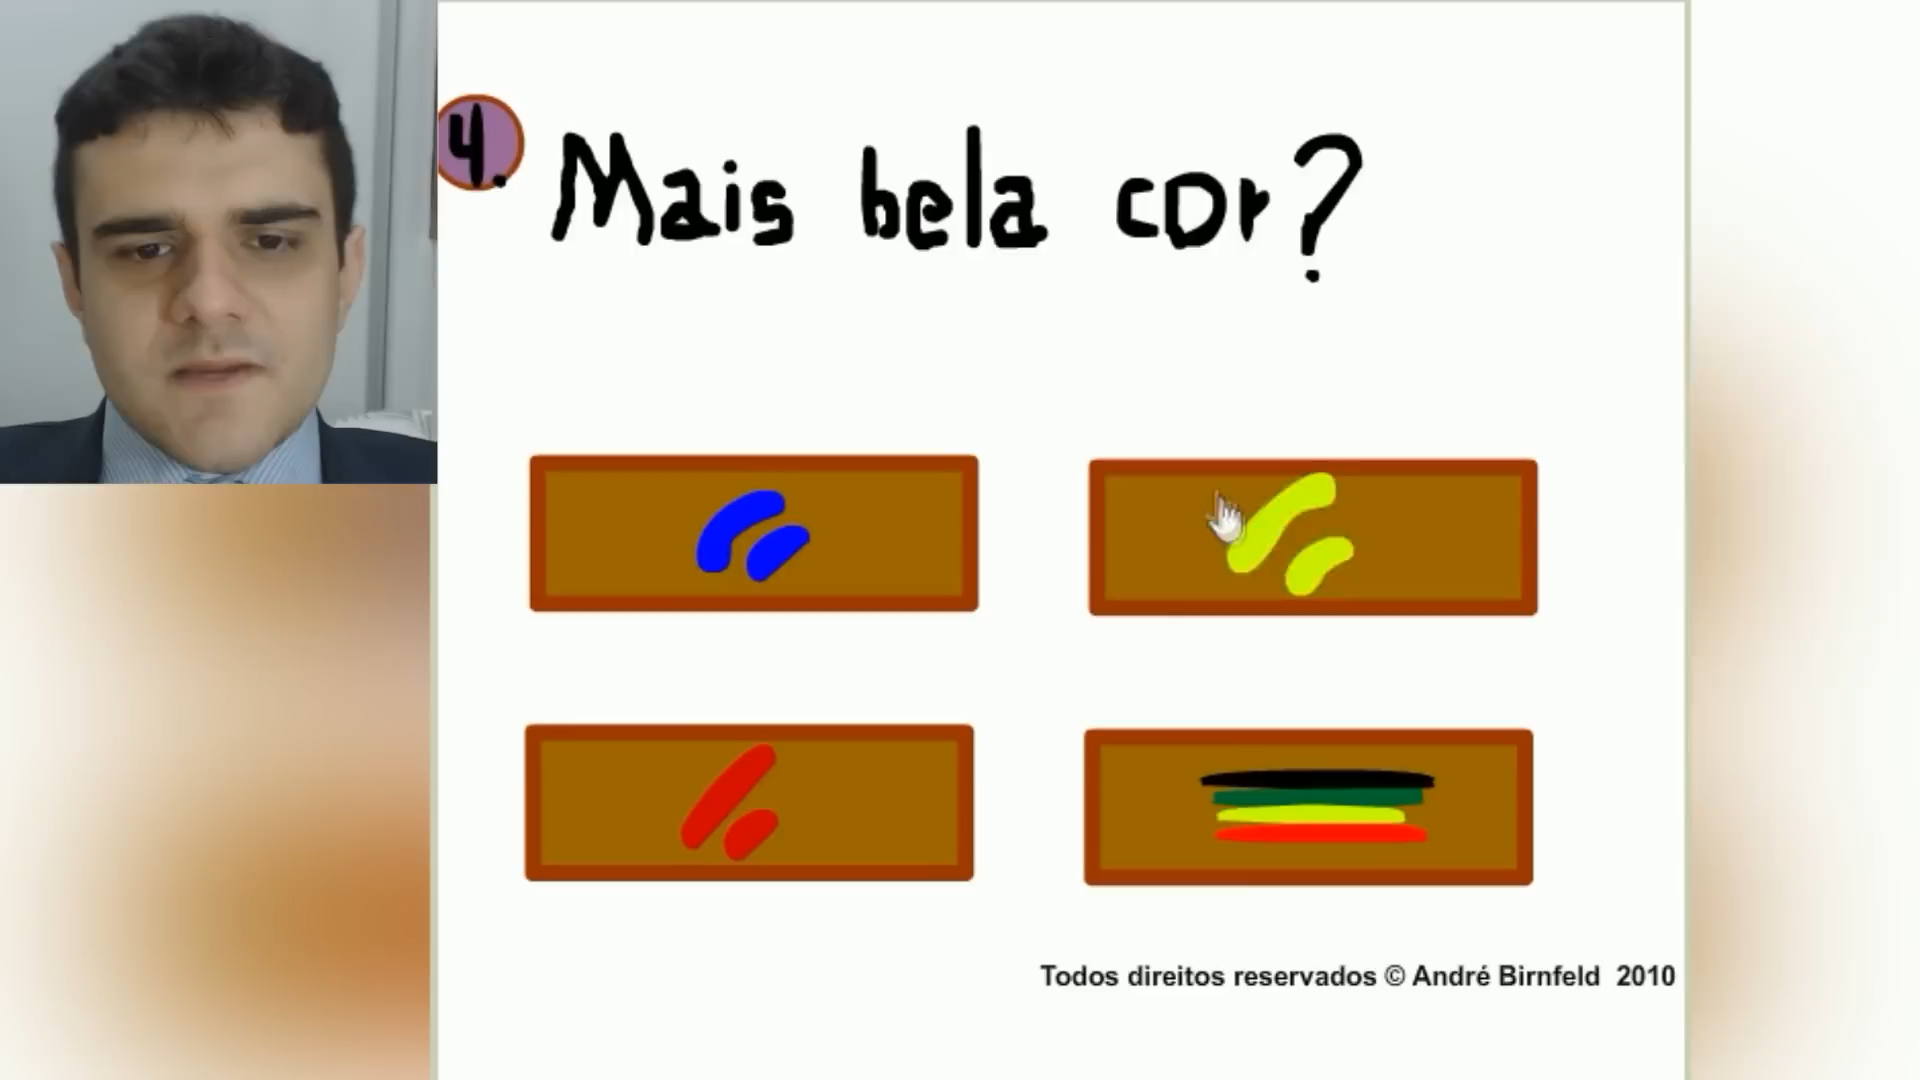 4. Mais bela cor?
Todos direitos reservados © André Birnfeld 2010